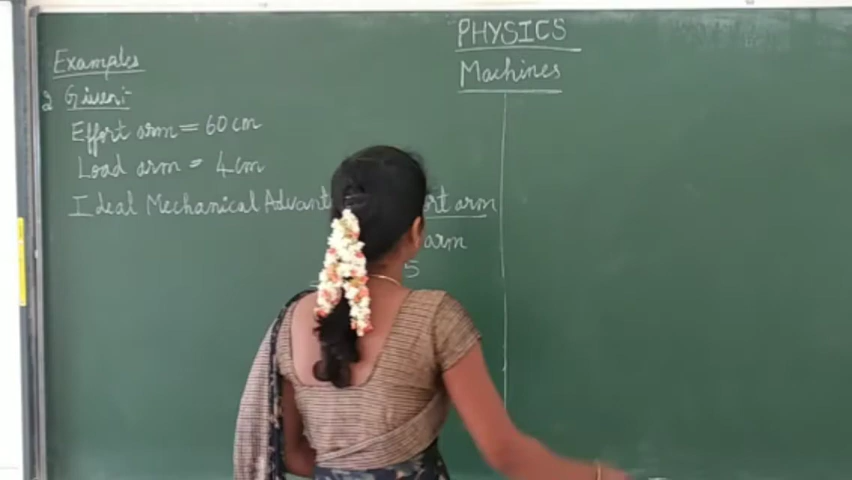 PHYSICS
Machines
Examples
2 Given:-
Effort arm = 60 cm
Load arm = 4 cm
Ideal Mechanical Advant ort arm
arm
5